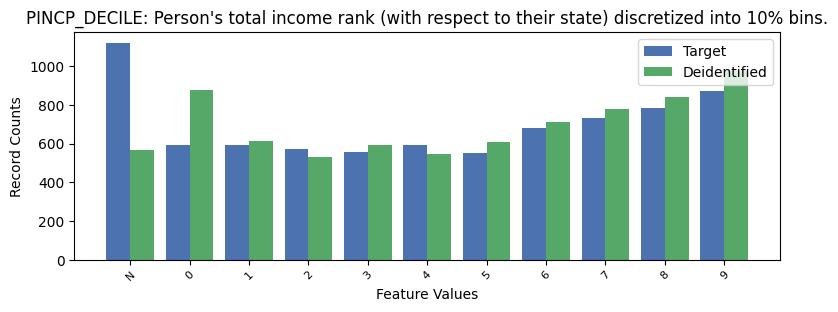 PINCP_DECILE: Person's total income rank (with respect to their state) discretized into 10% bins.
Target
Deidentified
Record Counts
1000
800
600
400
200
0
N 0 1 2 3 4 5 6 7 8 9
Feature Values